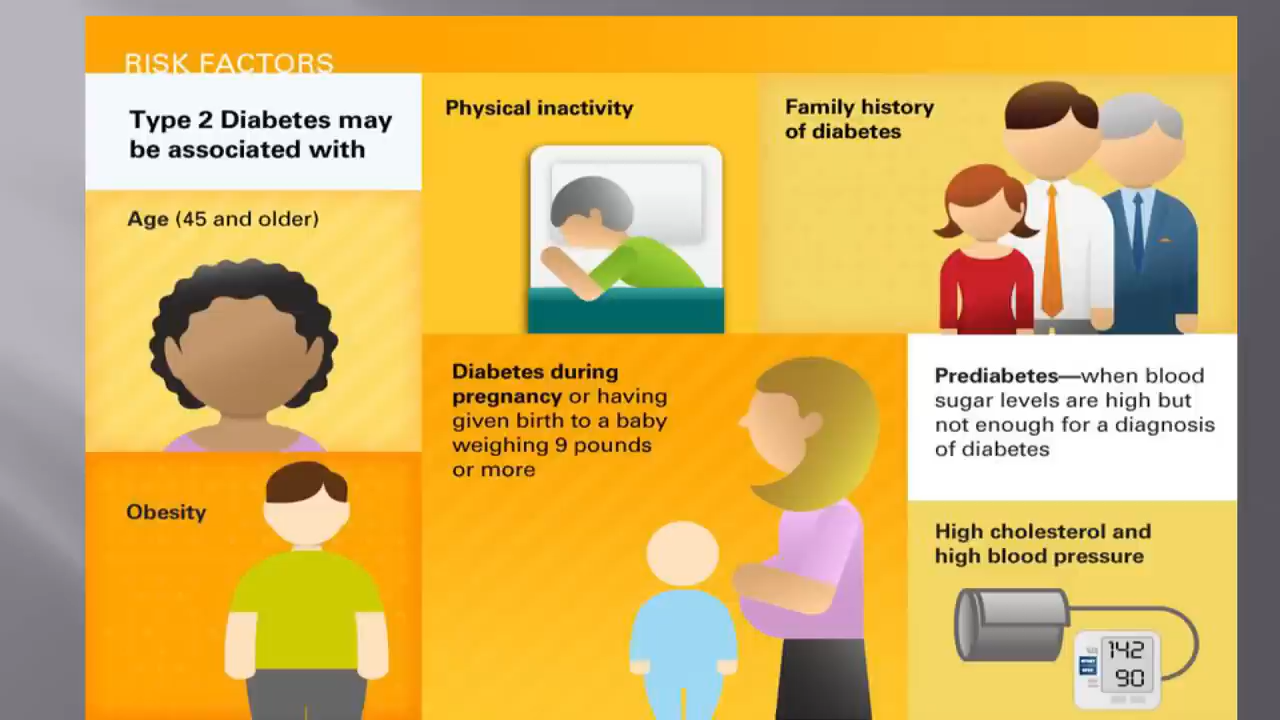 RISK FACTORS
Type 2 Diabetes may
be associated with
Age (45 and older)
Obesity
Physical inactivity
Family history
of diabetes
Diabetes during
pregnancy or having
given birth to a baby
weighing 9 pounds
or more
Prediabetes—when blood
sugar levels are high but
not enough for a diagnosis
of diabetes
High cholesterol and
high blood pressure
142
90